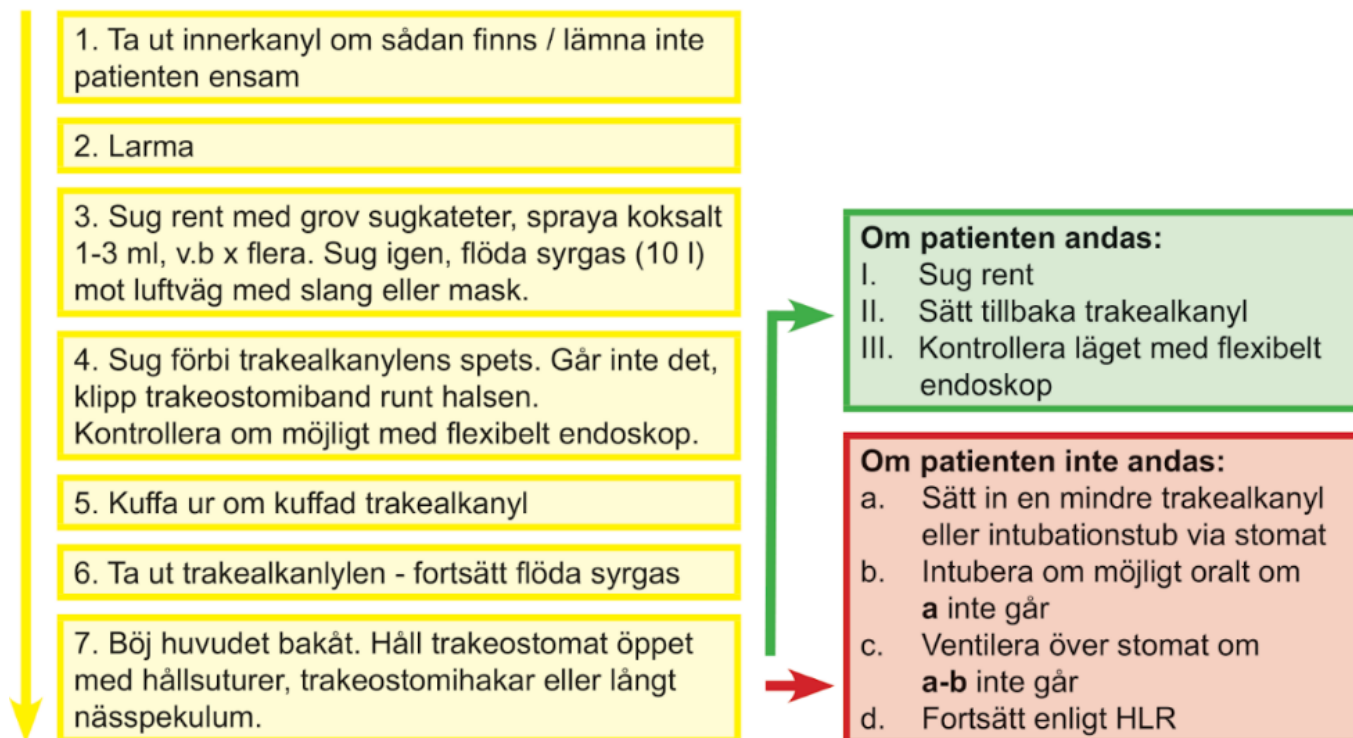 1. Ta ut innerkanyl om sådan finns / lämna inte
patienten ensam
2. Larma
3. Sug rent med grov sugkateter, spraya koksalt
1-3 ml, v.b x flera. Sug igen, flöda syrgas (10 l)
mot luftväg med slang eller mask.
4. Sug förbi trakealkanylens spets. Går inte det,
klipp trakeostomiband runt halsen.
Kontrollera om möjligt med flexibelt endoskop.
5. Kuffa ur om kuffad trakealkanyl
6. Ta ut trakealkanlylen - fortsätt flöda syrgas
7. Böj huvudet bakåt. Håll trakeostomat öppet
med hållsuturer, trakeostomihakar eller långt
nässpekulum.
Om patienten andas:
I. Sug rent
II. Sätt tillbaka trakealkanyl
III. Kontrollera läget med flexibelt
endoskop
Om patienten inte andas:
a. Sätt in en mindre trakealkanyl
eller intubationstub via stomat
b. Intubera om möjligt oralt om
a inte går
c. Ventilera över stomat om
a-b inte går
d. Fortsätt enligt HLR